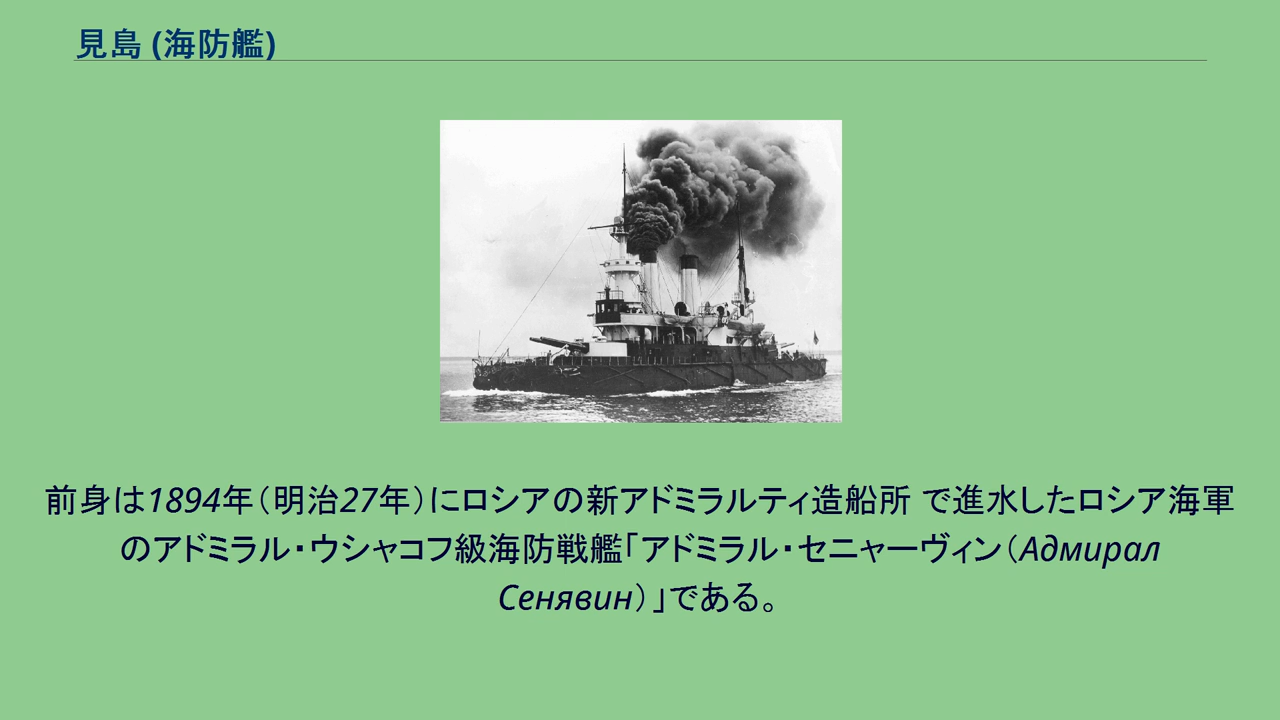 見島 (海防艦)
前身は1894年（明治27年）にロシアの新アドミラルティ造船所 で進水したロシア海軍
のアドミラル・ウシャコフ級海防戦艦「アドミラル・セニャーヴィン（Адмирал
Сенявин）」である。